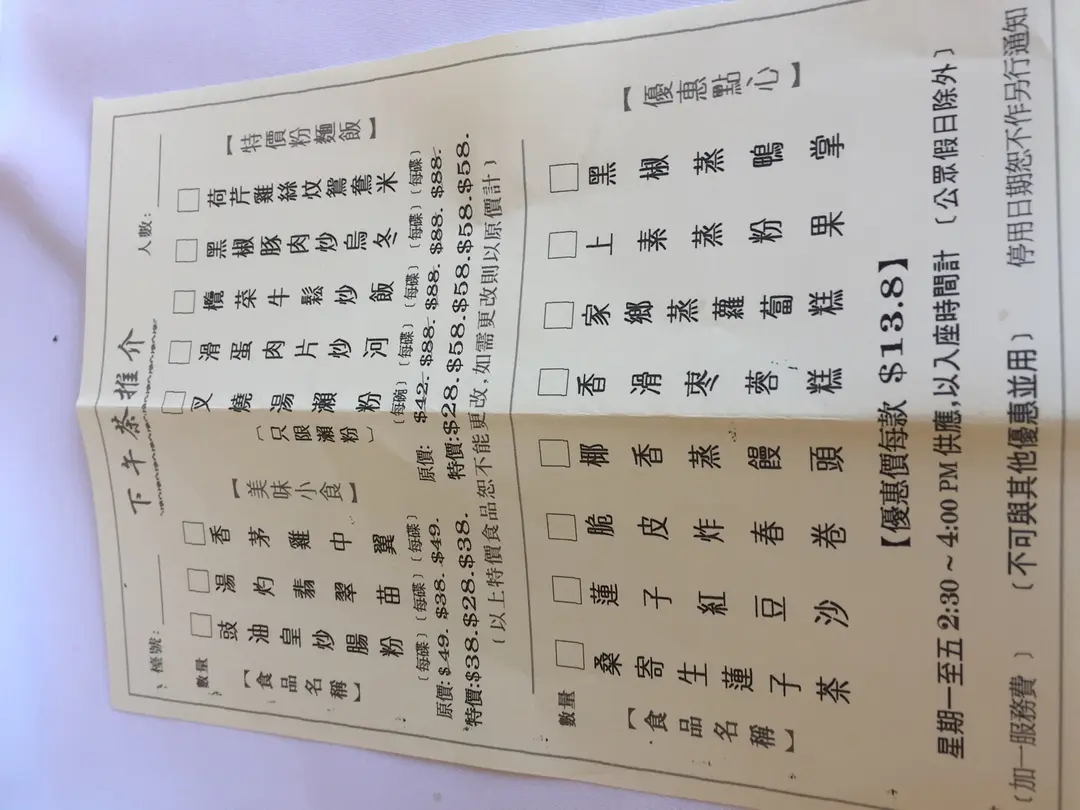 下午茶推介
檯號：
人數：
【特價粉麵飯】
荷芹雞絲炆鴛鴦米（每碟）
黑椒豚肉炒烏冬（每碟）
欖菜牛鬆炒飯（每碟）
滑蛋肉片炒河（每碟）
叉燒湯瀨粉（每碗）
（只限瀨粉）
【美味小食】
香茅雞中翼（每碟）
湯灼翡翠苗（每碟）
豉油皇炒腸粉（每碟）
數量
【食品名稱】
原價: $49. $38. $49. 原價: $42. $88. $88. $88. $88.
特價:$38.$28.$38. 特價:$28.$58.$58.$58.$58.
（以上特價食品恕不能更改,如需更改則以原價計）
【優惠點心】
黑椒蒸鴨掌
上素蒸粉果
家鄉蒸蘿蔔糕
香滑棗蓉糕
椰香蒸饅頭
脆皮炸春卷
蓮子紅豆沙
桑寄生蓮子茶
數量
【食品名稱】
【優惠價每款 $13.8】
星期一至五 2:30 ~ 4:00 PM 供應,以入座時間計（公眾假日除外）
（加一服務費）（不可與其他優惠並用）停用日期恕不作另行通知